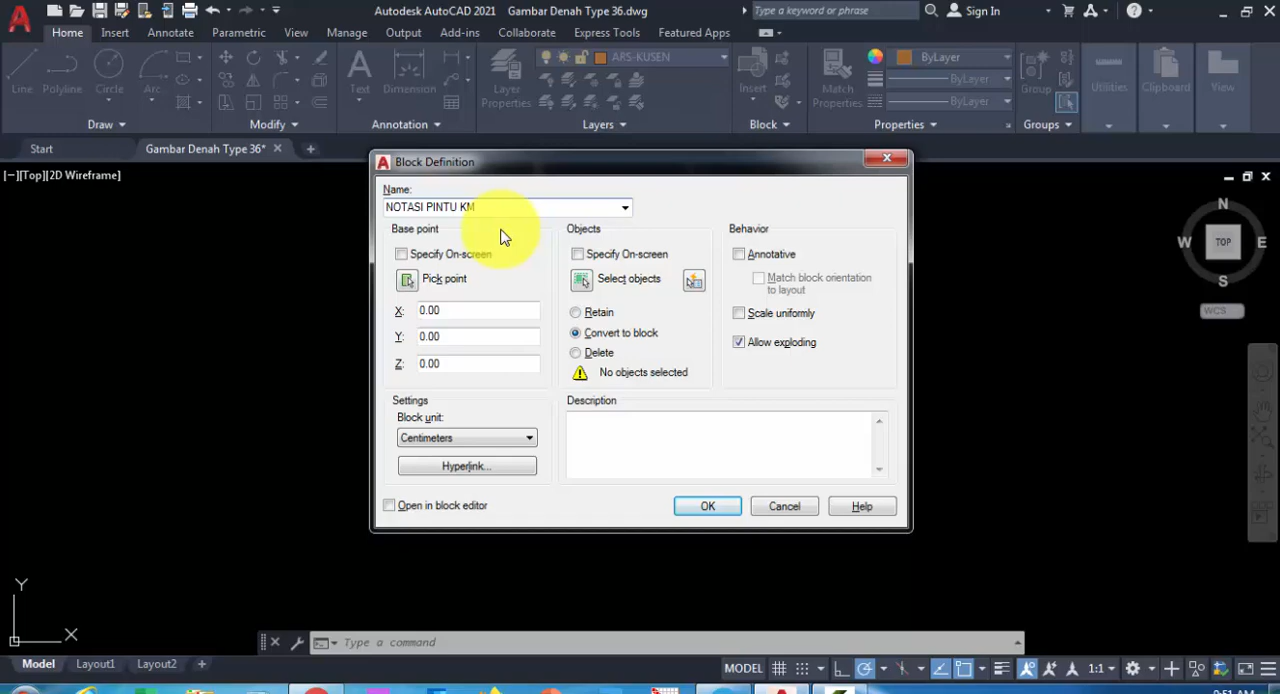 Autodesk AutoCAD 2021 Gambar Denah Type 36.dwg
Type a keyword or phrase
Sign In
Home Insert Annotate Parametric View Manage Output Add-ins Collaborate Express Tools Featured Apps
Line
Polyline
Circle
Arc
Text
Dimension
Layer
Properties
ARS-KUSEN
Insert
Match
Properties
ByLayer
ByLayer
ByLayer
Group
Utilities
Clipboard
View
Draw
Modify
Annotation
Layers
Block
Properties
Groups
Start
Gambar Denah Type 36*
[−][Top][2D Wireframe]
Block Definition
Name:
NOTASI PINTU KM
Base point
Specify On-screen
Pick point
X: 0.00
Y: 0.00
Z: 0.00
Objects
Specify On-screen
Select objects
Retain
Convert to block
Delete
No objects selected
Behavior
Annotative
Match block orientation
to layout
Scale uniformly
Allow exploding
Settings
Block unit:
Centimeters
Hyperlink...
Description
Open in block editor
OK
Cancel
Help
N
W TOP E
S
WCS
Y
X
Type a command
Model
Layout1
Layout2
MODEL
1:1